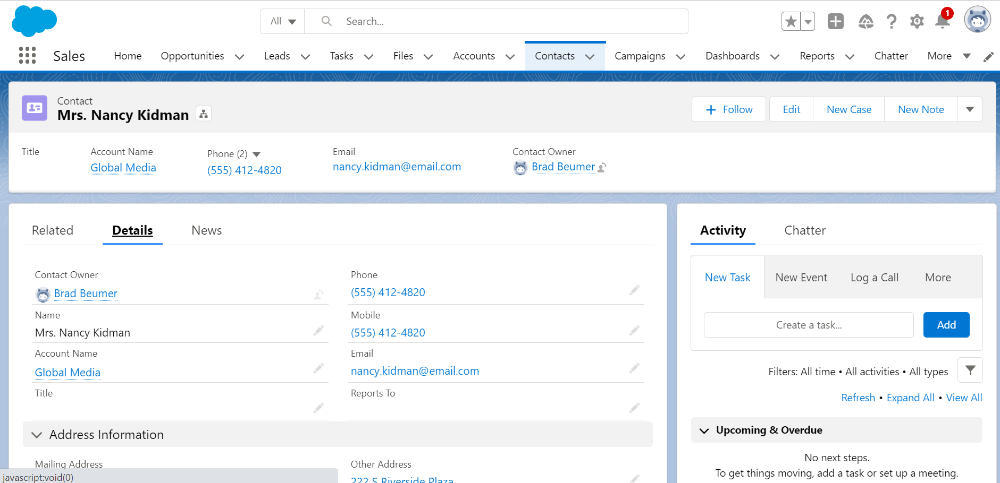 All
Search...
1
Sales
Home
Opportunities
Leads
Tasks
Files
Accounts
Contacts
Campaigns
Dashboards
Reports
Chatter
More
Contact
Mrs. Nancy Kidman
Follow
Edit
New Case
New Note
Title
Account Name
Global Media
Phone (2)
(555) 412-4820
Email
nancy.kidman@email.com
Contact Owner
Brad Beumer
Related
Details
News
Contact Owner
Brad Beumer
Phone
(555) 412-4820
Name
Mrs. Nancy Kidman
Mobile
(555) 412-4820
Account Name
Global Media
Email
nancy.kidman@email.com
Title
Reports To
Address Information
Mailing Address
Other Address
222 S Riverside Plaza
javascript:void(0)
Activity
Chatter
New Task
New Event
Log a Call
More
Create a task...
Add
Filters: All time • All activities • All types
Refresh • Expand All • View All
Upcoming & Overdue
No next steps.
To get things moving, add a task or set up a meeting.